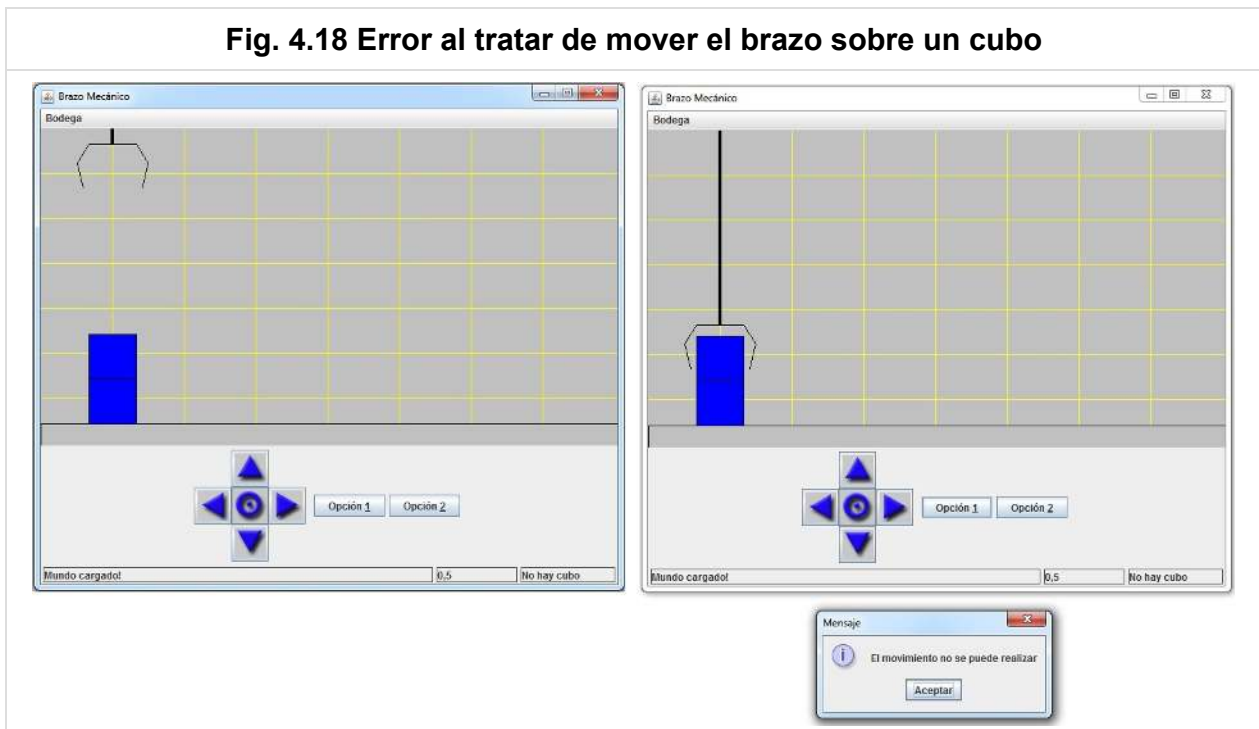 Fig. 4.18 Error al tratar de mover el brazo sobre un cubo
Brazo Mecánico
Bodega
Opción 1 Opción 2
Mundo cargado! 0,5 No hay cubo
Brazo Mecánico
Bodega
Opción 1 Opción 2
Mundo cargado! 0,5 No hay cubo
Mensaje
El movimiento no se puede realizar
Aceptar